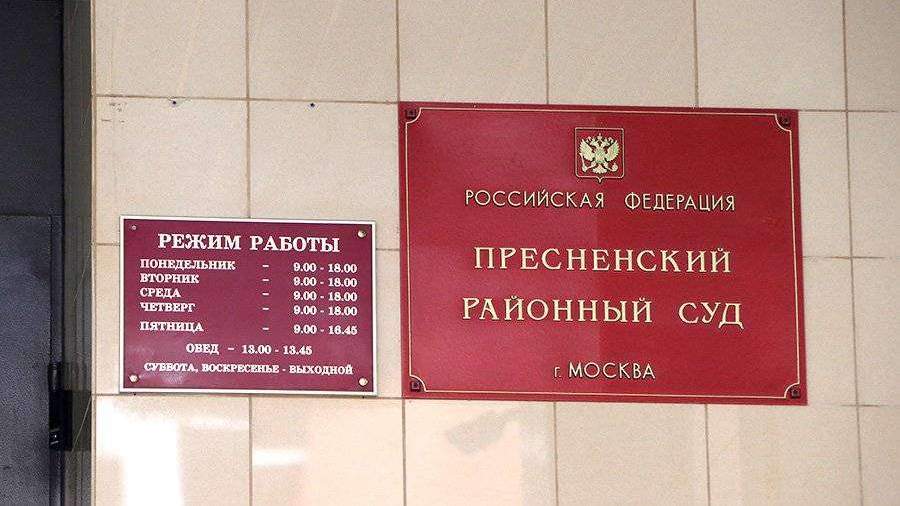 РЕЖИМ РАБОТЫ
ПОНЕДЕЛЬНИК – 9.00 - 18.00
ВТОРНИК – 9.00 - 18.00
СРЕДА – 9.00 - 18.00
ЧЕТВЕРГ – 9.00 - 18.00
ПЯТНИЦА – 9.00 - 16.45
ОБЕД – 13.00 - 13.45
СУББОТА, ВОСКРЕСЕНЬЕ - ВЫХОДНОЙ
РОССИЙСКАЯ ФЕДЕРАЦИЯ
ПРЕСНЕНСКИЙ
РАЙОННЫЙ СУД
г. МОСКВА